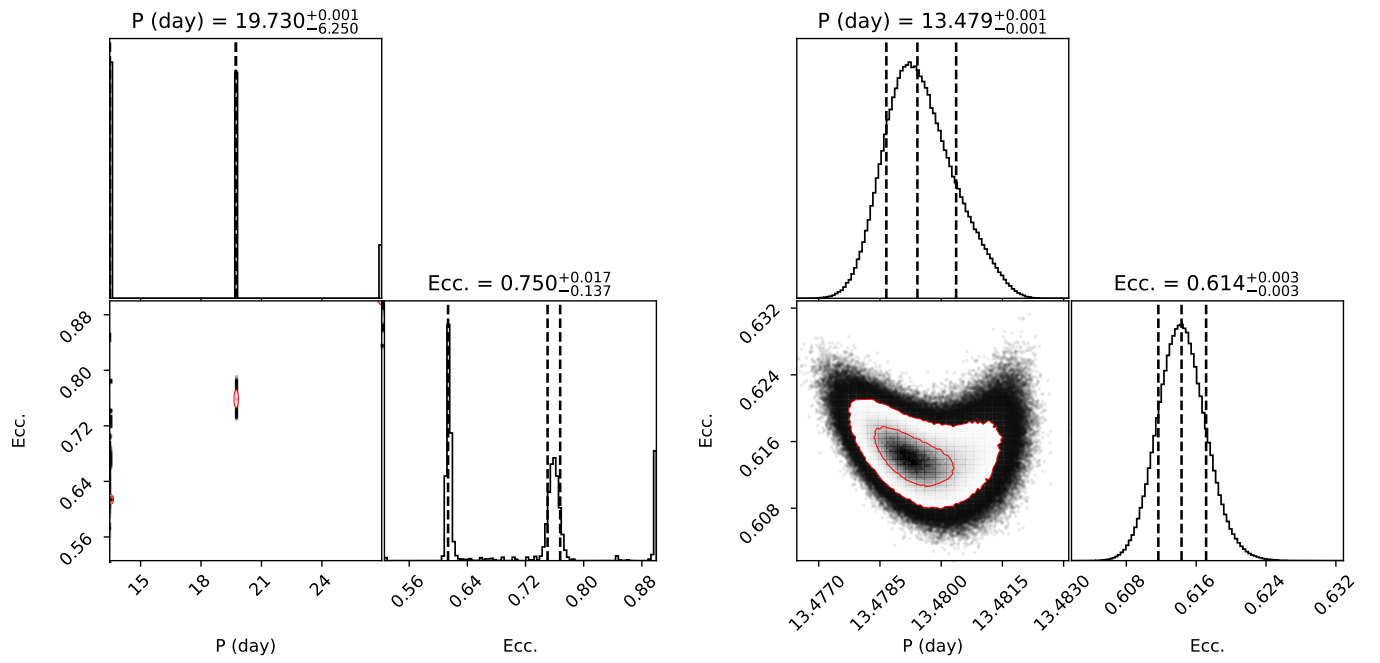 P (day) = 19.730+0.001−6.250
P (day) = 13.479+0.001−0.001
Ecc. = 0.750+0.017−0.137
Ecc. = 0.614+0.003−0.003
0.88
0.80
0.72
0.64
0.56
Ecc.
0.632
0.624
0.616
0.608
Ecc.
15 18 21 24
0.56 0.64 0.72 0.80 0.88
13.4770 13.4785 13.4800 13.4815 13.4830
0.608 0.616 0.624 0.632
P (day) Ecc. P (day) Ecc.